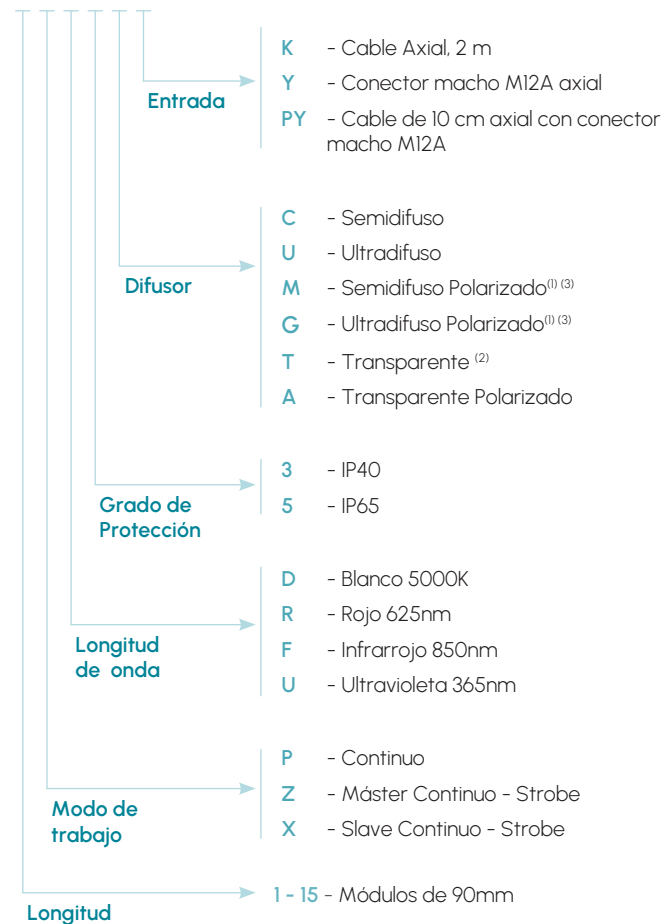 K - Cable Axial, 2 m
Y - Conector macho M12A axial
Entrada
PY - Cable de 10 cm axial con conector
macho M12A
C - Semidifuso
U - Ultradifuso
Difusor
M - Semidifuso Polarizado(1) (3)
G - Ultradifuso Polarizado(1) (3)
T - Transparente (2)
A - Transparente Polarizado
3 - IP40
Grado de
Protección
5 - IP65
D - Blanco 5000K
R - Rojo 625nm
Longitud
de onda
F - Infrarrojo 850nm
U - Ultravioleta 365nm
P - Continuo
Z - Máster Continuo - Strobe
Modo de
trabajo
X - Slave Continuo - Strobe
1 - 15 - Módulos de 90mm
Longitud